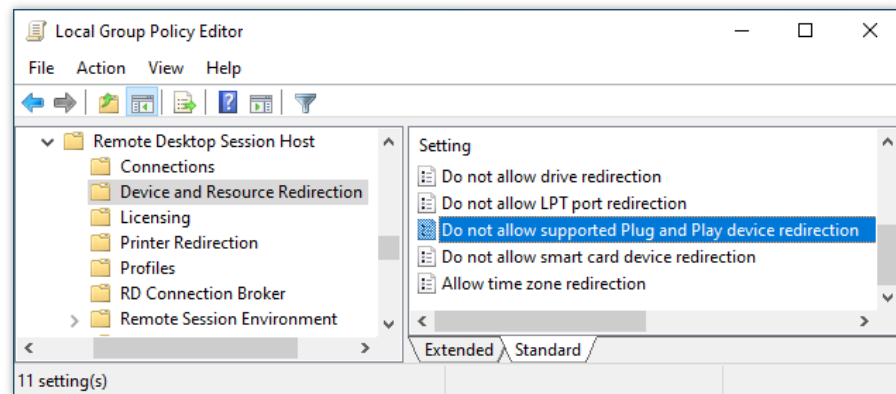 Local Group Policy Editor
File Action View Help
Remote Desktop Session Host
Connections
Device and Resource Redirection
Licensing
Printer Redirection
Profiles
RD Connection Broker
Remote Session Environment
Setting
Do not allow drive redirection
Do not allow LPT port redirection
Do not allow supported Plug and Play device redirection
Do not allow smart card device redirection
Allow time zone redirection
Extended Standard
11 setting(s)